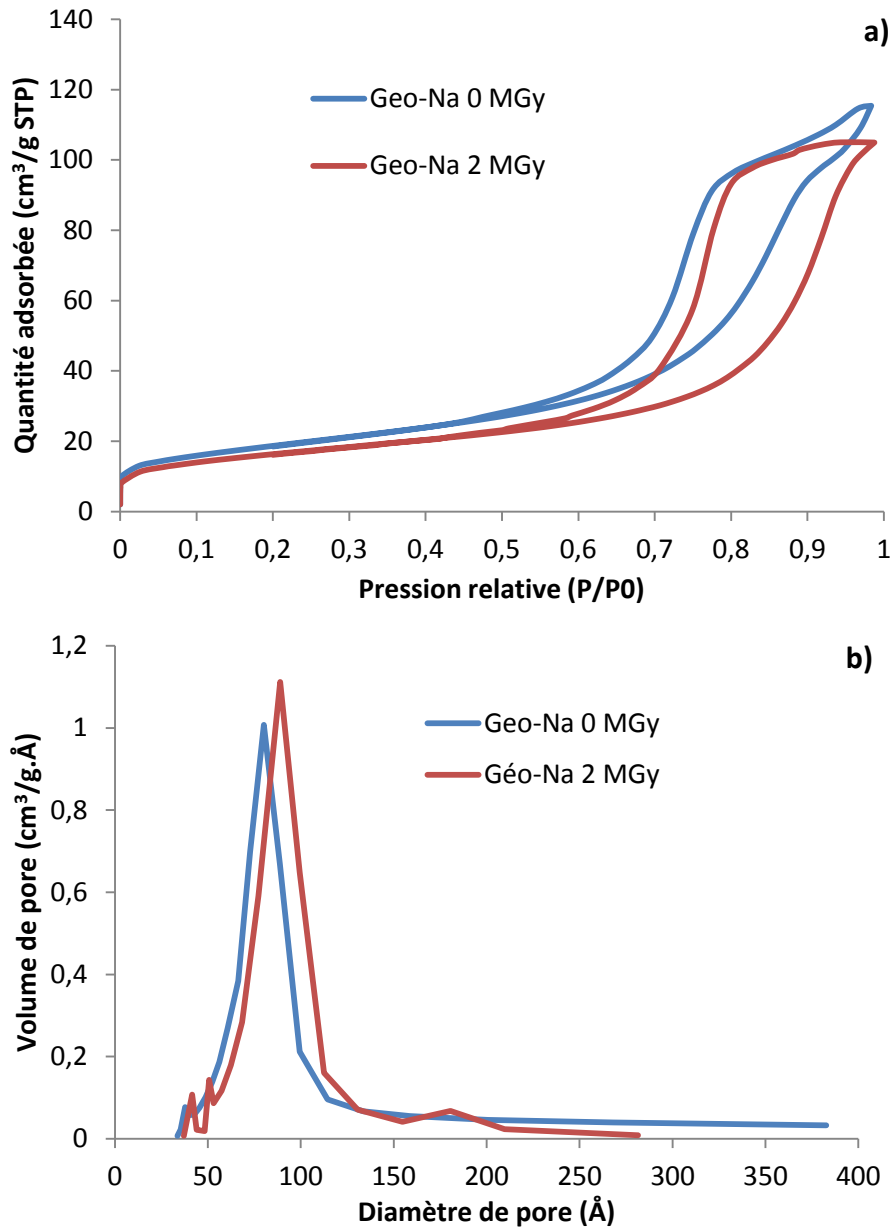 a)
Quantité adsorbée (cm³/g STP)
140
120
100
80
60
40
20
0
Geo-Na 0 MGy
Geo-Na 2 MGy
0 0,1 0,2 0,3 0,4 0,5 0,6 0,7 0,8 0,9 1
Pression relative (P/P0)
b)
Volume de pore (cm³/g.Å)
1,2
1
0,8
0,6
0,4
0,2
0
Geo-Na 0 MGy
Géo-Na 2 MGy
0 50 100 150 200 250 300 350 400
Diamètre de pore (Å)